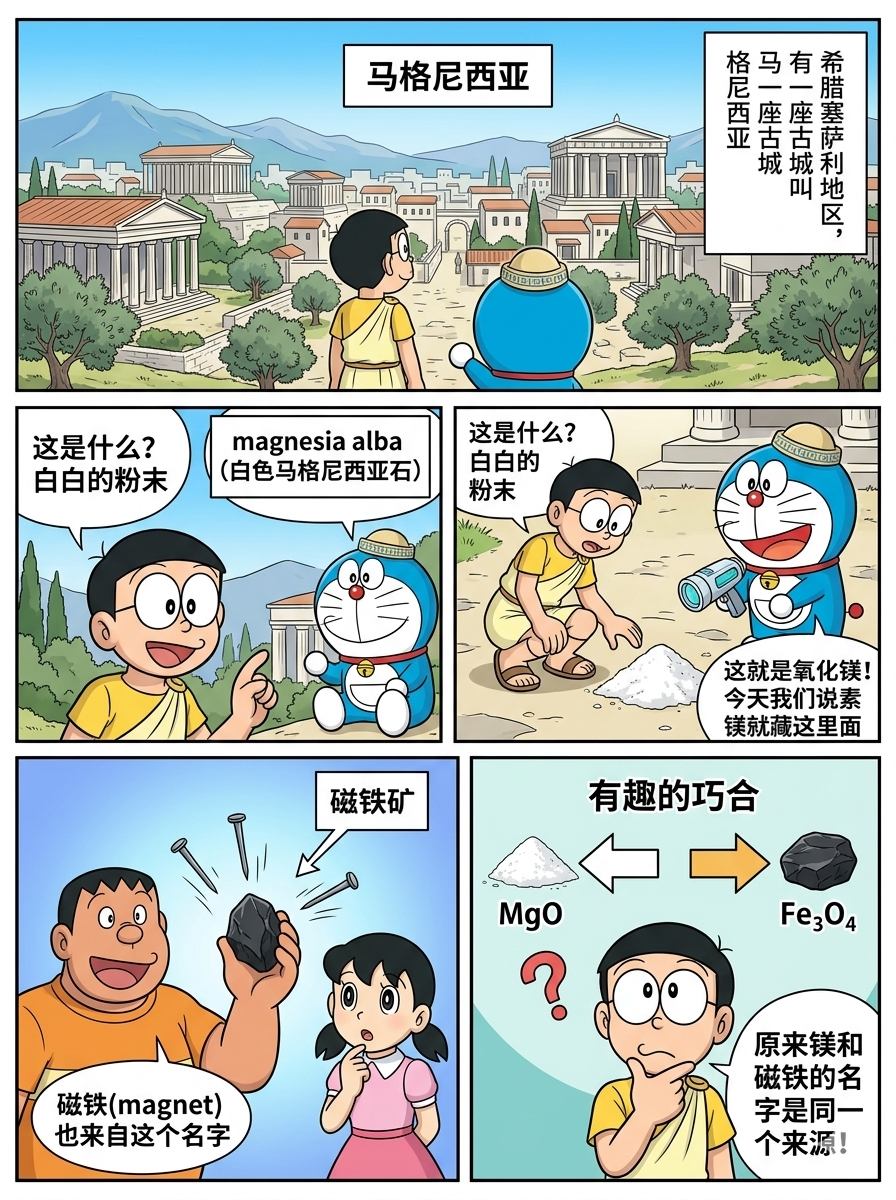 马格尼西亚
希腊塞萨利地区，
有一座古城叫
马一座古城
格尼西亚
这是什么？
白白的粉末
magnesia alba
（白色马格尼西亚石）
这是什么？
白白的
粉末
这就是氧化镁！
今天我们说素
镁就藏这里面
磁铁矿
磁铁(magnet)
也来自这个名字
有趣的巧合
MgO
Fe₃O₄
?
原来镁和
磁铁的名
字是同一
个来源！